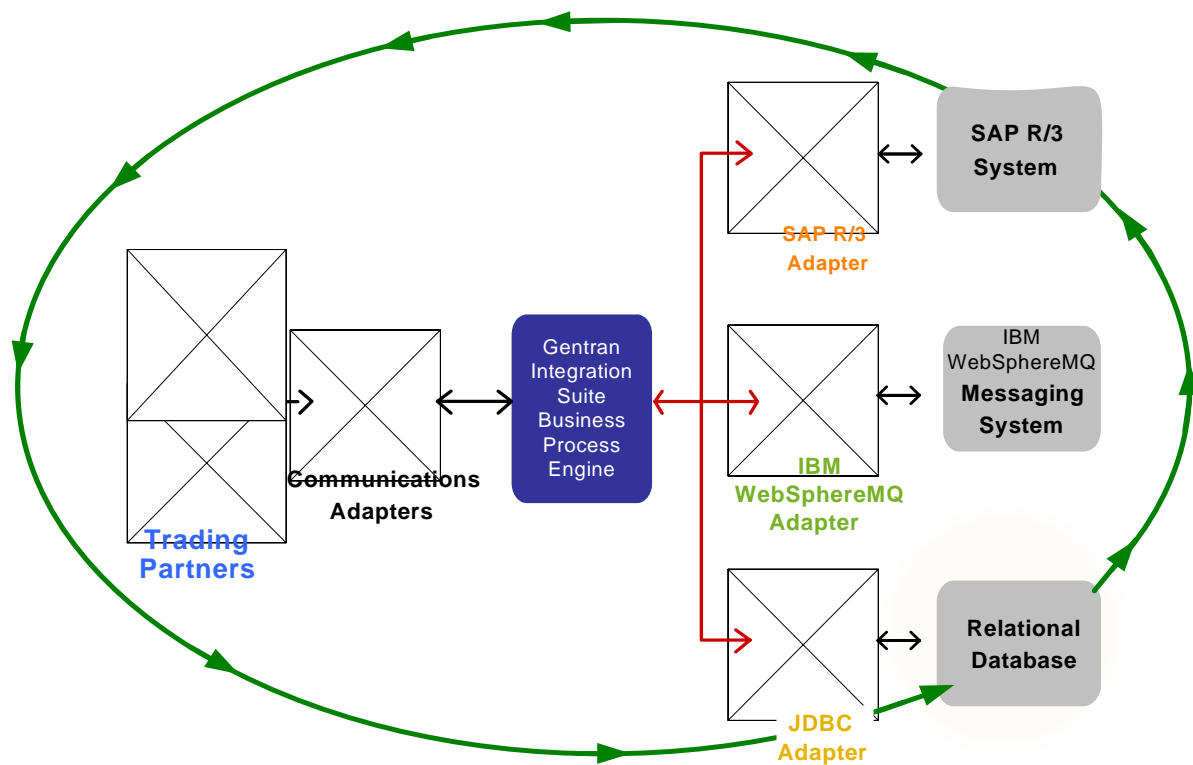 SAP R/3
System
SAP R/3
Adapter
Trading
Partners
Communications
Adapters
Gentran
Integration
Suite
Business
Process
Engine
IBM
WebSphereMQ
Adapter
IBM
WebSphereMQ
Messaging
System
JDBC
Adapter
Relational
Database